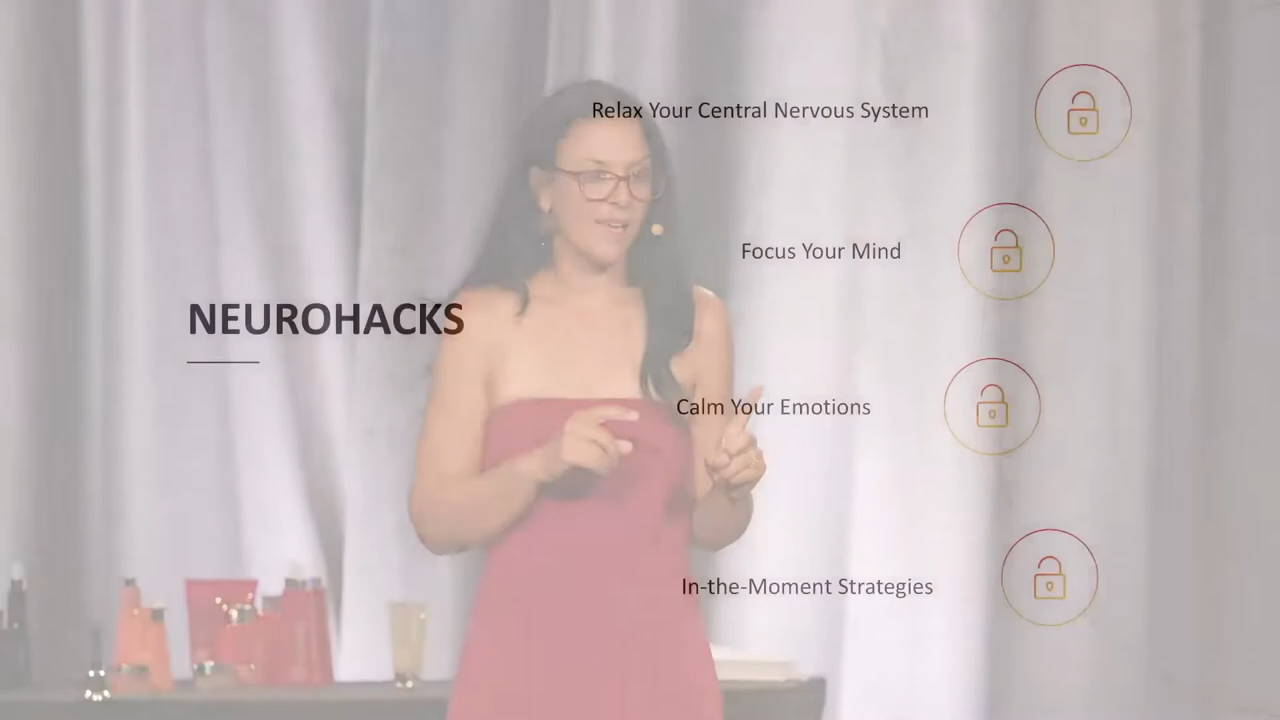 NEUROHACKS
Relax Your Central Nervous System
Focus Your Mind
Calm Your Emotions
In-the-Moment Strategies